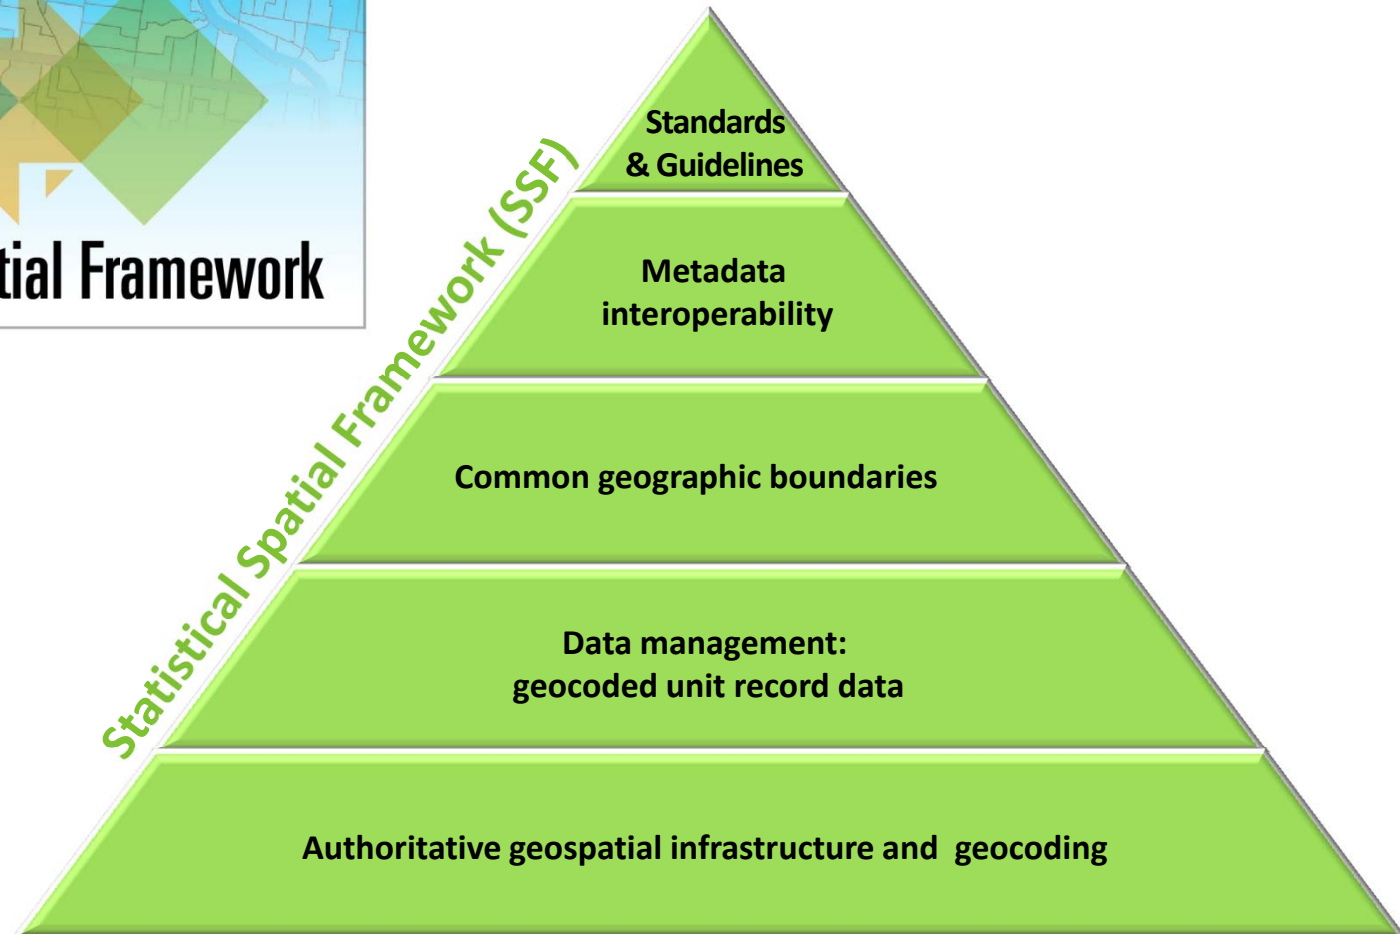 Framework
Statistical Spatial Framework (SSF)
Standards
& Guidelines
Metadata
interoperability
Common geographic boundaries
Data management:
geocoded unit record data
Authoritative geospatial infrastructure and geocoding